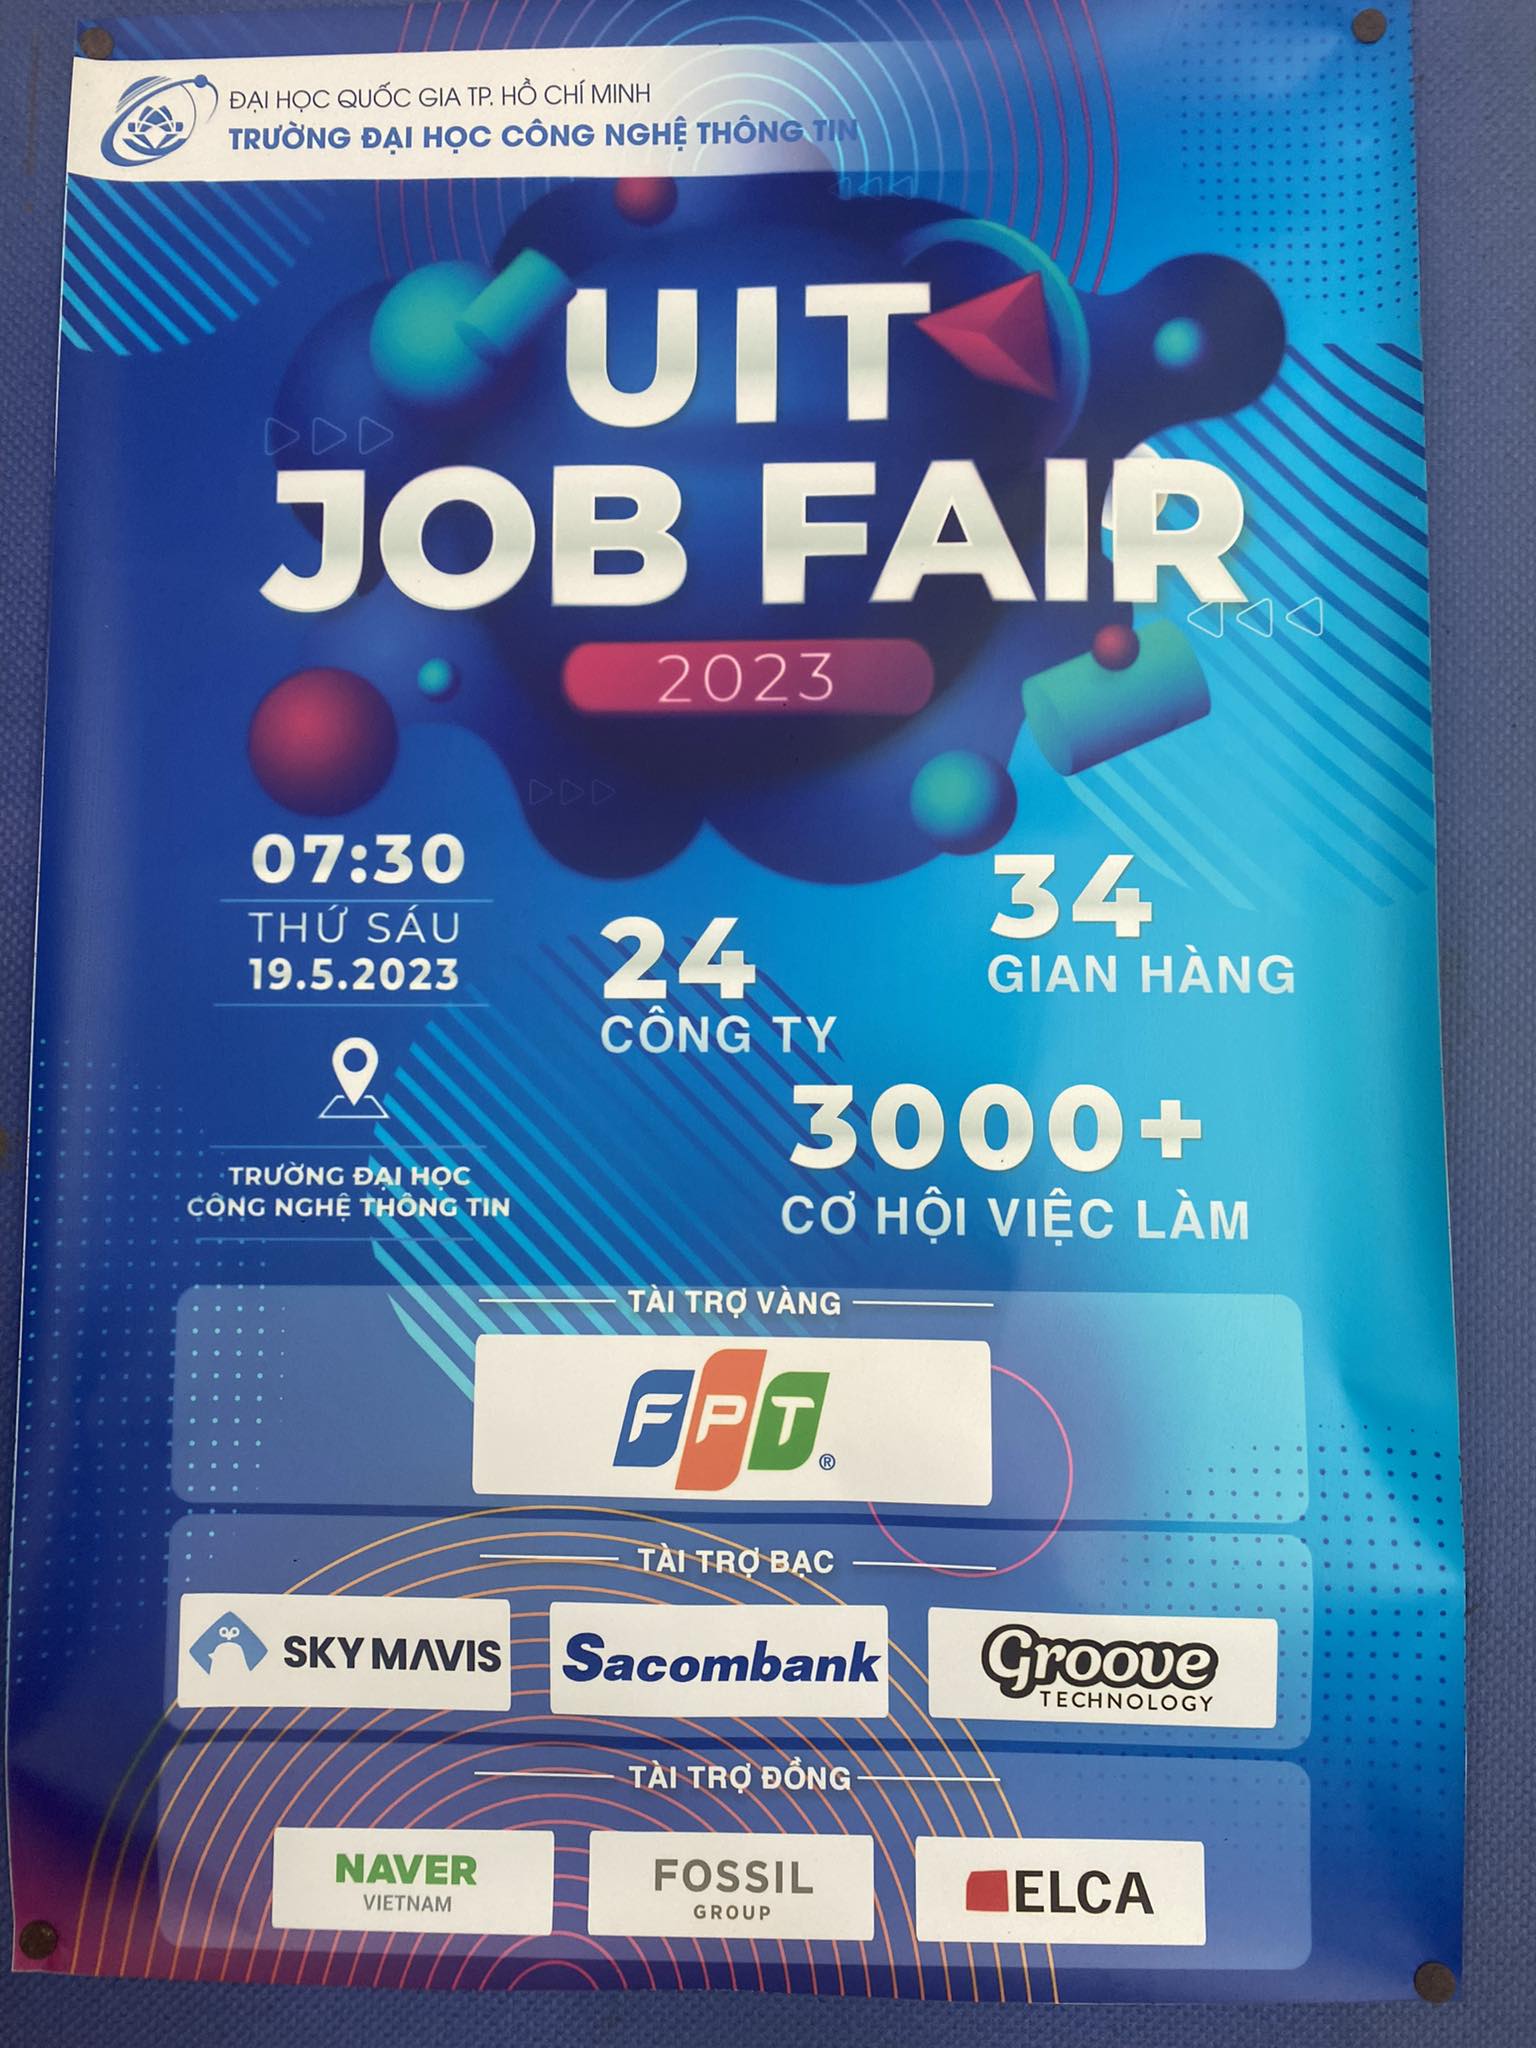 ĐẠI HỌC QUỐC GIA TP. HỒ CHÍ MINH
TRƯỜNG ĐẠI HỌC CÔNG NGHỆ THÔNG TIN
UIT
JOB FAIR
2023
07:30
THỨ SÁU
19.5.2023
TRƯỜNG ĐẠI HỌC
CÔNG NGHỆ THÔNG TIN
24
CÔNG TY
34
GIAN HÀNG
3000+
CƠ HỘI VIỆC LÀM
TÀI TRỢ VÀNG
FPT®
TÀI TRỢ BẠC
SKY MAVIS
Sacombank
Groove
TECHNOLOGY
TÀI TRỢ ĐỒNG
NAVER
VIETNAM
FOSSIL
GROUP
ELCA